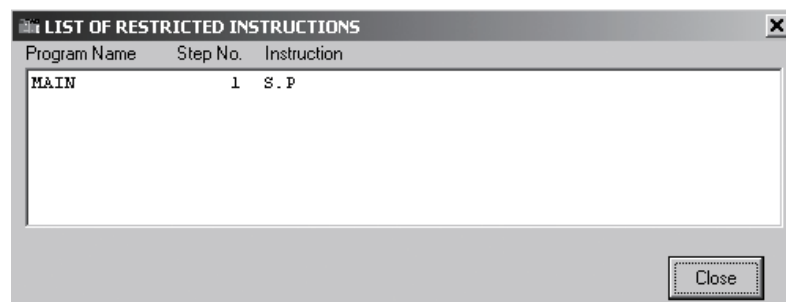 LIST OF RESTRICTED INSTRUCTIONS
Program Name Step No. Instruction
MAIN 1 S.P
Close